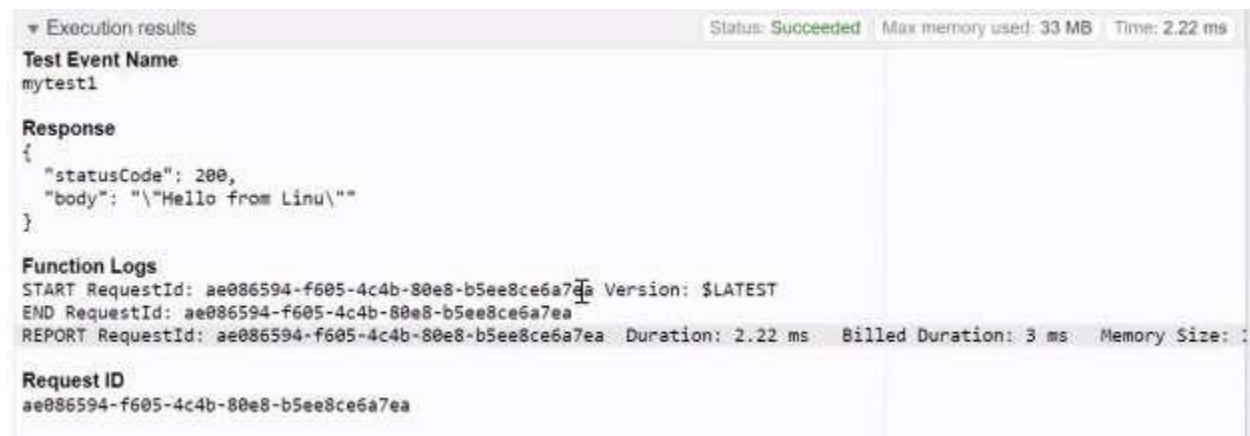 ▾ Execution results Status: Succeeded Max memory used: 33 MB Time: 2.22 ms
Test Event Name
mytest1
Response
{
  "statusCode": 200,
  "body": "\"Hello from Linu\""
}
Function Logs
START RequestId: ae086594-f605-4c4b-80e8-b5ee8ce6a7ea Version: $LATEST
END RequestId: ae086594-f605-4c4b-80e8-b5ee8ce6a7ea
REPORT RequestId: ae086594-f605-4c4b-80e8-b5ee8ce6a7ea Duration: 2.22 ms Billed Duration: 3 ms Memory Size:
Request ID
ae086594-f605-4c4b-80e8-b5ee8ce6a7ea